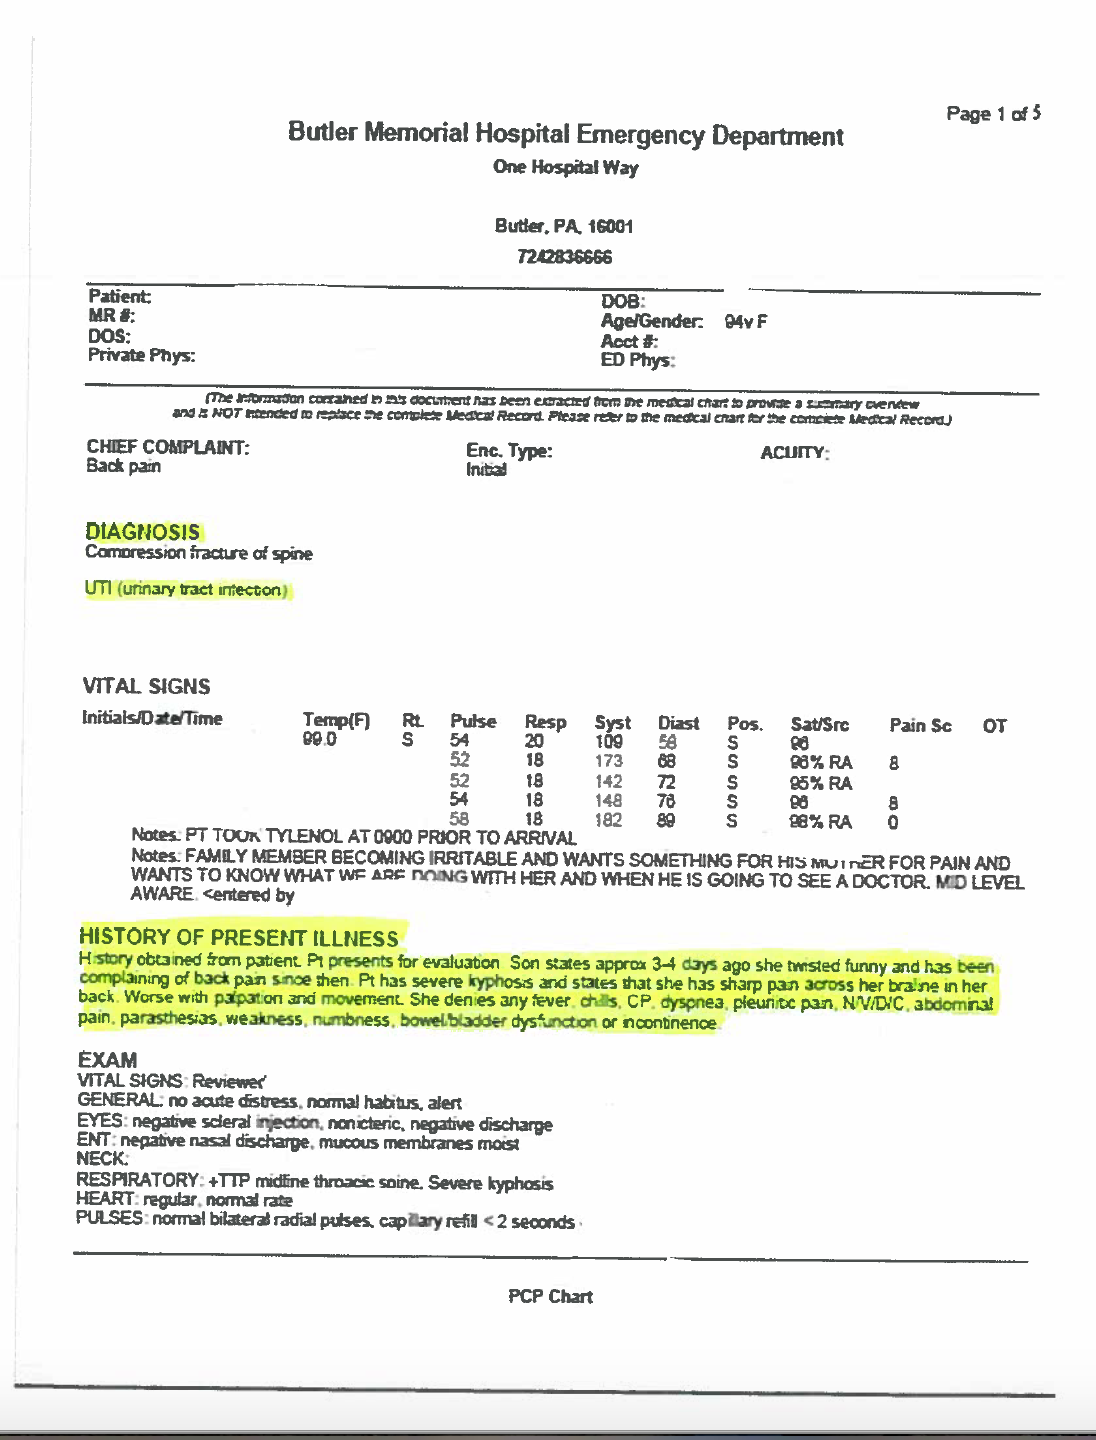 Page 1 of 5
Butler Memorial Hospital Emergency Department
One Hospital Way
Butler, PA, 16001
7242836666
Patient: DOB:
MR #: Age/Gender: 94y F
DOS: Acct #:
Private Phys: ED Phys:
(The information contained in this document has been extracted from the medical chart to provide a summary overview
and is NOT intended to replace the complete Medical Record. Please refer to the medical chart for the complete Medical Record.)
CHIEF COMPLAINT: Enc. Type: ACUITY:
Back pain Initial
DIAGNOSIS
Compression fracture of spine
UTI (urinary tract infection)
VITAL SIGNS
Initials/Date/Time Temp(F) Rt. Pulse Resp Syst Diast Pos. Sat/Src Pain Sc OT
99.0 S 54 20 109 S 96
52 18 173 68 S 96% RA 8
52 18 142 72 S 95% RA
54 18 148 76 S 96 8
58 18 182 89 S 98% RA 0
Notes: PT TOOK TYLENOL AT 0900 PRIOR TO ARRIVAL
Notes: FAMILY MEMBER BECOMING IRRITABLE AND WANTS SOMETHING FOR HIS MOTHER FOR PAIN AND
WANTS TO KNOW WHAT WE ARE DOING WITH HER AND WHEN HE IS GOING TO SEE A DOCTOR. MID LEVEL
AWARE. <entered by
HISTORY OF PRESENT ILLNESS
History obtained from patient. Pt presents for evaluation. Son states approx 3-4 days ago she twisted funny and has been
complaining of back pain since then. Pt has severe kyphosis and states that she has sharp pain across her bra line in her
back. Worse with palpation and movement. She denies any fever, chills, CP, dyspnea, pleuritic pain, N/V/D/C, abdominal
pain, parasthesias, weakness, numbness, bowel/bladder dysfunction or incontinence.
EXAM
VITAL SIGNS: Reviewed
GENERAL: no acute distress, normal habitus, alert
EYES: negative scleral injection, nonicteric, negative discharge
ENT: negative nasal discharge, mucous membranes moist
NECK:
RESPIRATORY: +TTP midline throacic spine. Severe kyphosis
HEART: regular, normal rate
PULSES: normal bilateral radial pulses, capillary refill < 2 seconds
PCP Chart